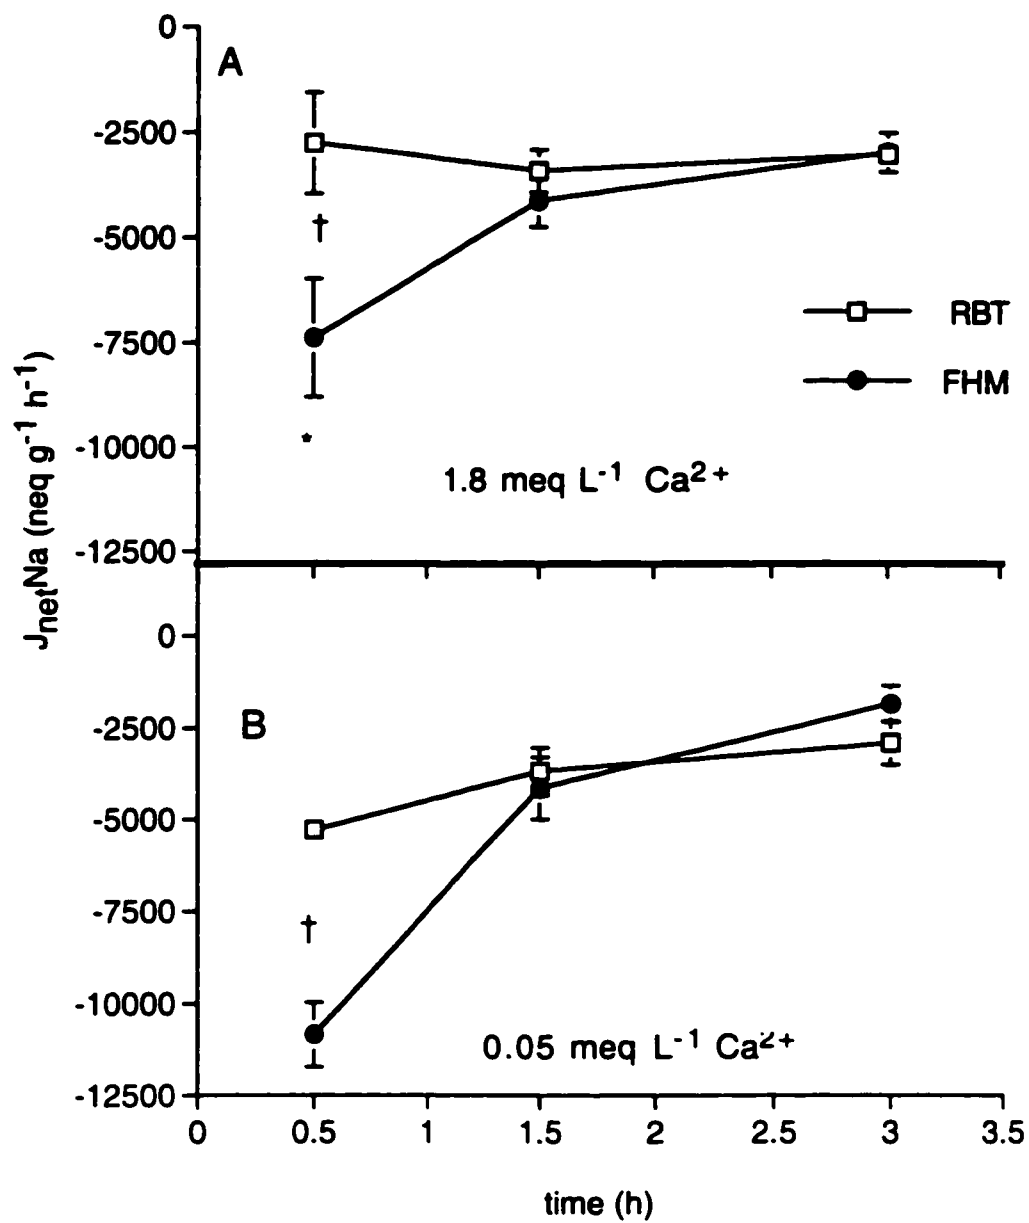 0
A
-2500
-5000
†
-7500
RBT
FHM
*
-10000
1.8 meq L⁻¹ Ca²⁺
-12500
JnetNa (neq g⁻¹ h⁻¹)
0
B
-2500
-5000
-7500
†
-10000
0.05 meq L⁻¹ Ca²⁺
-12500
0 0.5 1 1.5 2 2.5 3 3.5
time (h)